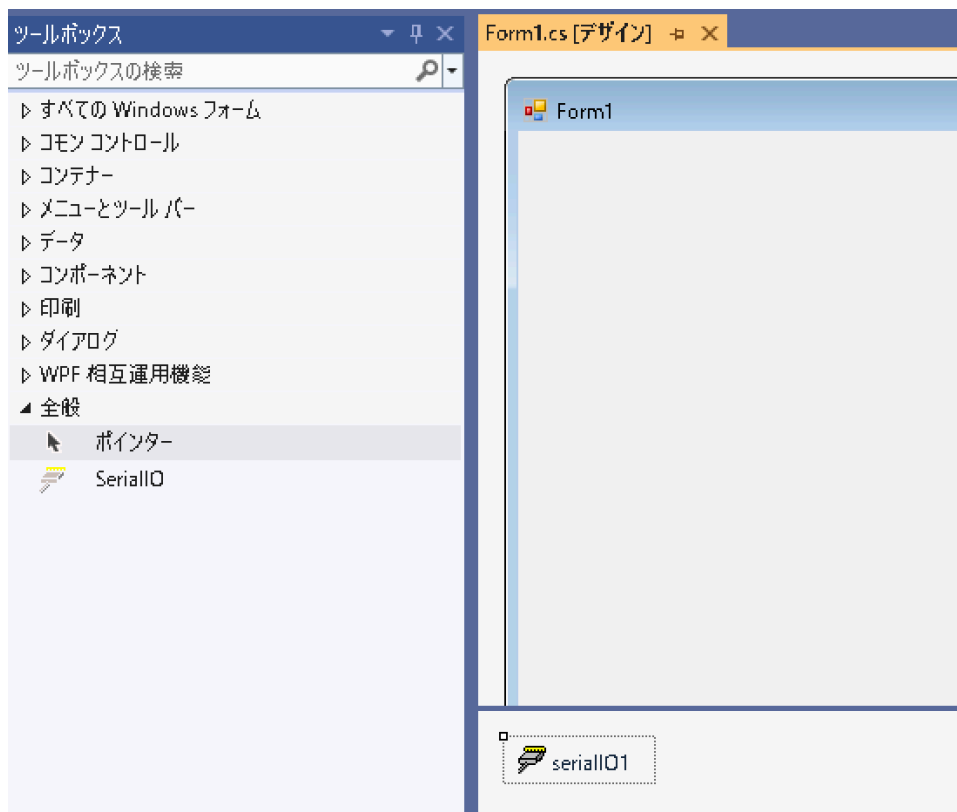 ツールボックス
ツールボックスの検索
すべての Windows フォーム
コモン コントロール
コンテナー
メニューとツール バー
データ
コンポーネント
印刷
ダイアログ
WPF 相互運用機能
全般
ポインター
SerialIO
Form1.cs [デザイン]
Form1
serialIO1